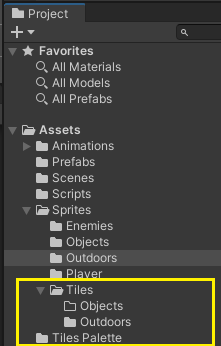 Project
Favorites
All Materials
All Models
All Prefabs
Assets
Animations
Prefabs
Scenes
Scripts
Sprites
Enemies
Objects
Outdoors
Player
Tiles
Objects
Outdoors
Tiles Palette